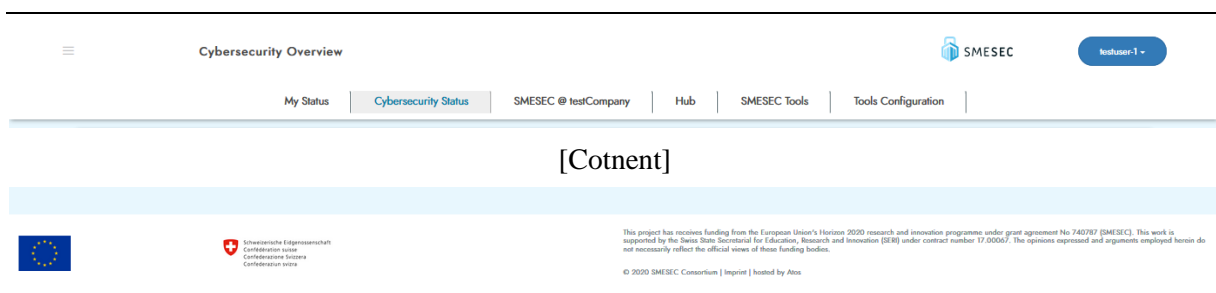 Cybersecurity Overview
SMESEC
testuser-1
My Status
Cybersecurity Status
SMESEC @ testCompany
Hub
SMESEC Tools
Tools Configuration
[Cotnent]
Schweizerische Eidgenossenschaft
Confédération suisse
Confederazione Svizzera
Confederaziun svizra
This project has receives funding from the European Union's Horizon 2020 research and innovation programme under grant agreement No 740787 (SMESEC). This work is
supported by the Swiss State Secretarial for Education, Research and Innovation (SERI) under contract number 17.00067. The opinions expressed and arguments employed herein do
not necessarily reflect the official views of these funding bodies.
© 2020 SMESEC Consortium | Imprint | hosted by Atos